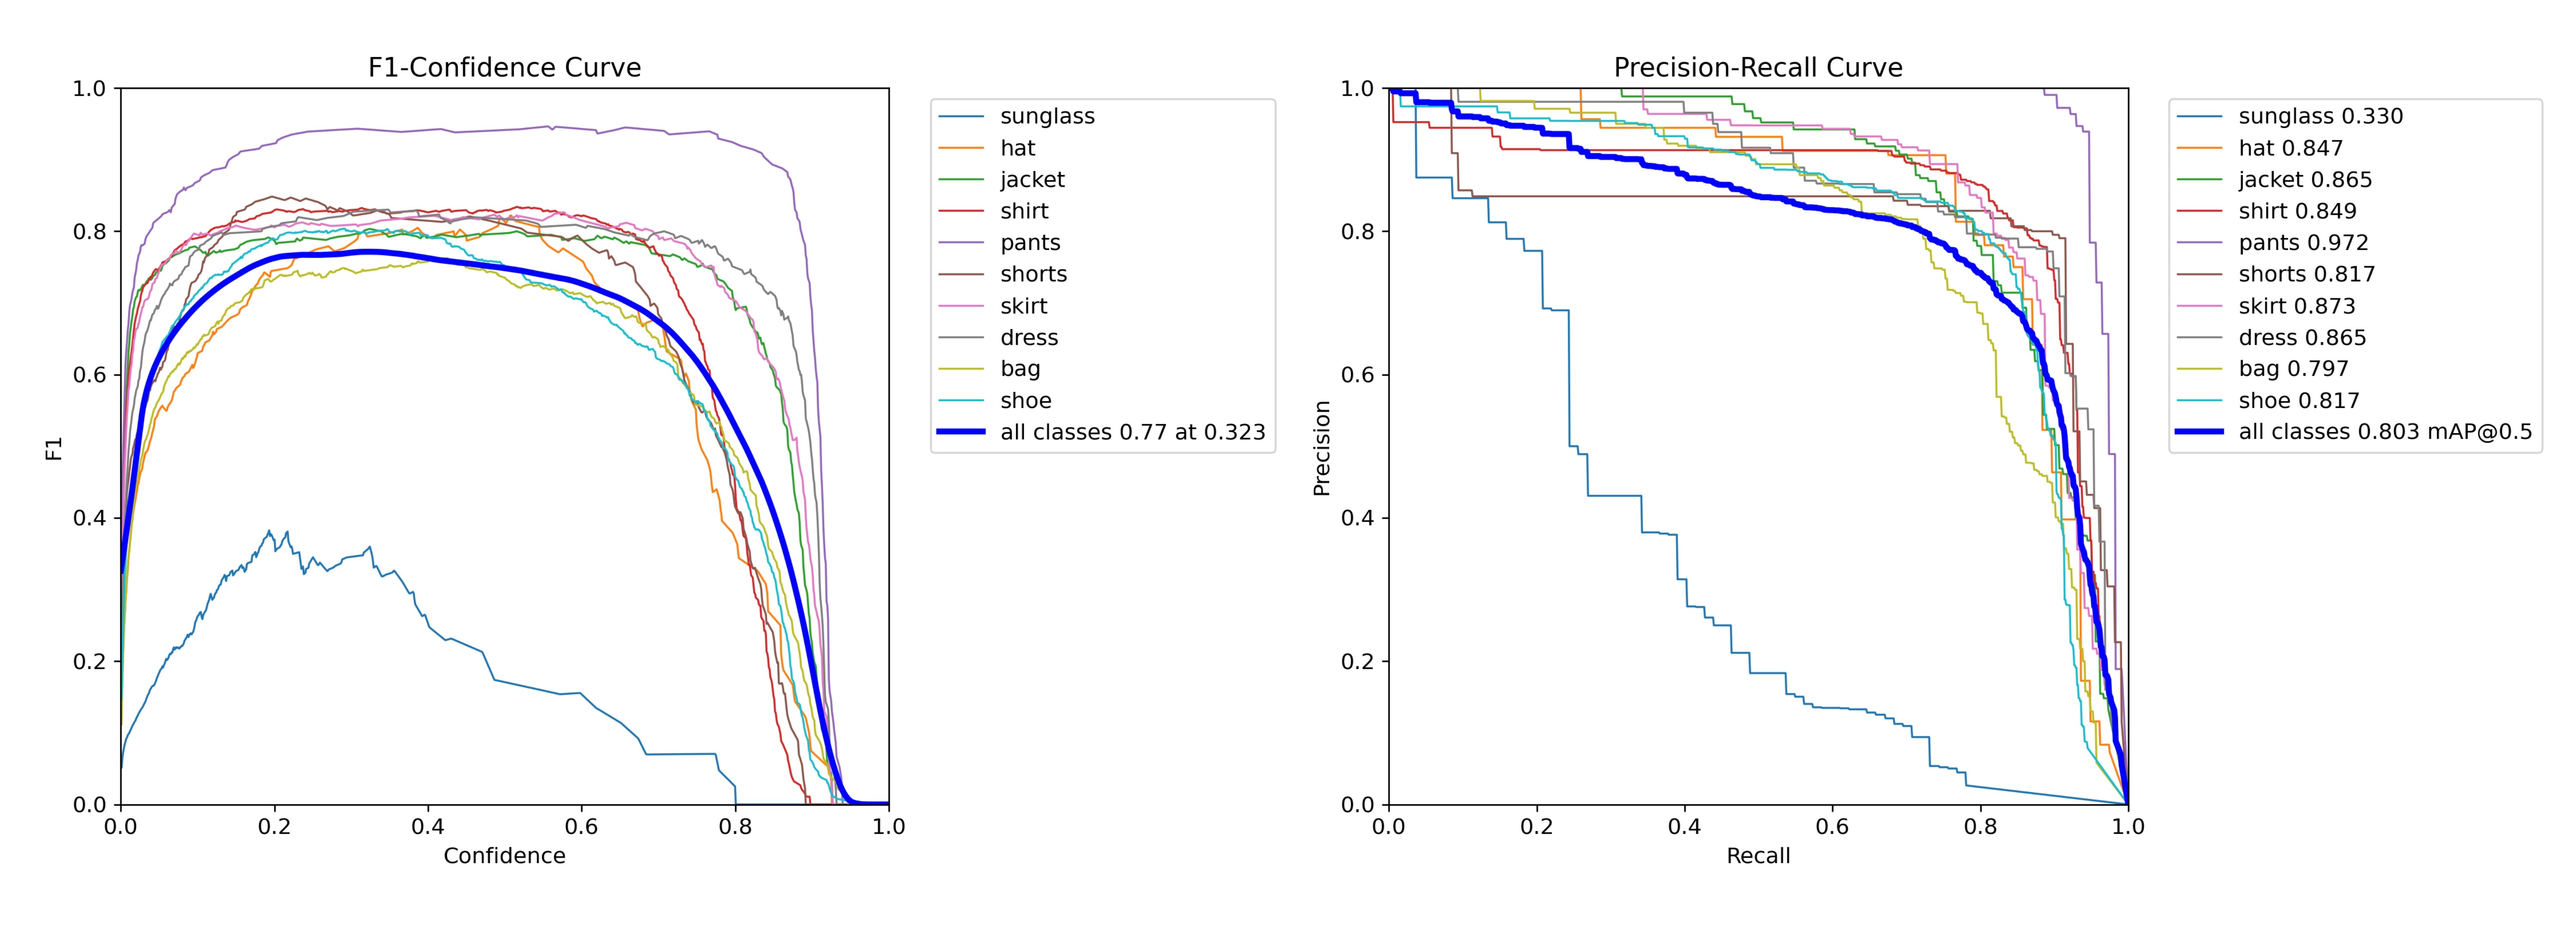 F1-Confidence Curve
1.0
0.8
0.6
0.4
0.2
0.0
F1
0.0 0.2 0.4 0.6 0.8 1.0
Confidence
sunglass
hat
jacket
shirt
pants
shorts
skirt
dress
bag
shoe
all classes 0.77 at 0.323
Precision-Recall Curve
1.0
0.8
0.6
0.4
0.2
0.0
Precision
0.0 0.2 0.4 0.6 0.8 1.0
Recall
sunglass 0.330
hat 0.847
jacket 0.865
shirt 0.849
pants 0.972
shorts 0.817
skirt 0.873
dress 0.865
bag 0.797
shoe 0.817
all classes 0.803 mAP@0.5